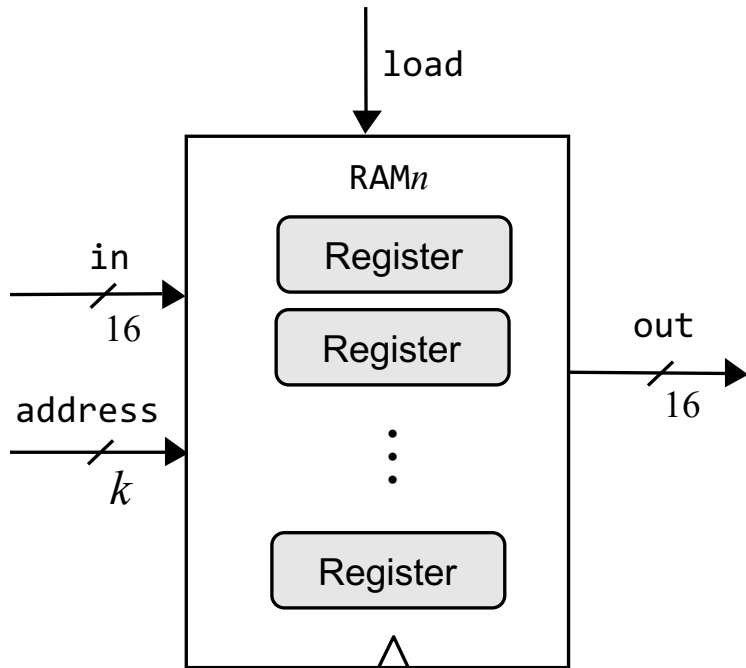 load
RAMn
Register
in
16
Register
out
16
address
k
Register